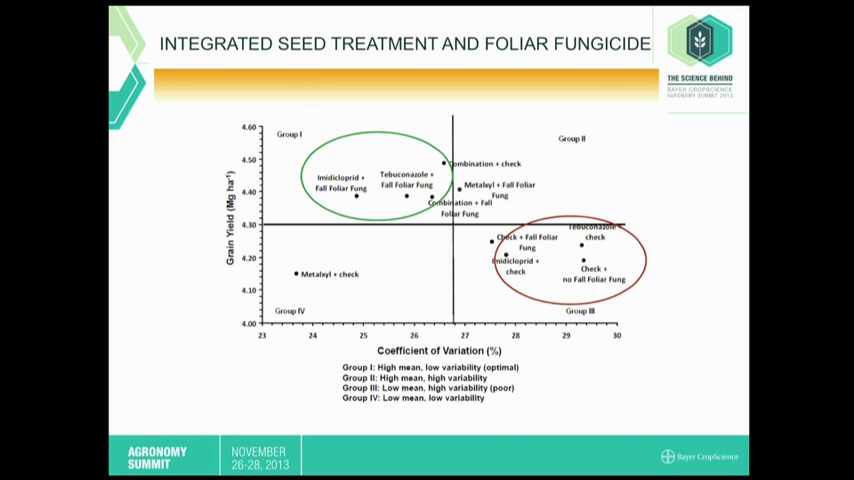 INTEGRATED SEED TREATMENT AND FOLIAR FUNGICIDE
THE SCIENCE BEHIND
BAYER CROPSCIENCE
AGRONOMY SUMMIT 2013
Group I
Group II
Combination + check
Imidicloprid +
Fall Foliar Fung
Tebuconazole +
Fall Foliar Fung
Metalxyl + Fall Foliar
Fung
Combination + Fall
Foliar Fung
Tebuconazole +
check
Check + Fall Foliar
Fung
Imidicloprid +
check
Check +
no Fall Foliar Fung
Metalxyl + check
Group IV
Group III
Grain Yield (Mg ha-1)
4.60
4.50
4.40
4.30
4.20
4.10
4.00
23 24 25 26 27 28 29 30
Coefficient of Variation (%)
Group I: High mean, low variability (optimal)
Group II: High mean, high variability
Group III: Low mean, high variability (poor)
Group IV: Low mean, low variability
AGRONOMY
SUMMIT
NOVEMBER
26-28, 2013
Bayer CropScience